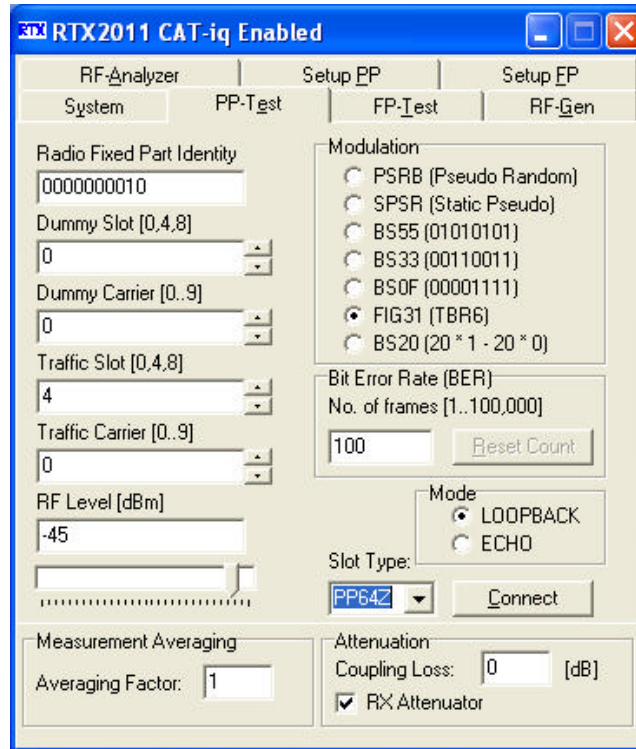 RTX RTX2011 CAT-iq Enabled
RF-Analyzer Setup PP Setup FP
System PP-Test FP-Test RF-Gen
Radio Fixed Part Identity
0000000010
Dummy Slot [0,4,8]
0
Dummy Carrier [0..9]
0
Traffic Slot [0,4,8]
4
Traffic Carrier [0..9]
0
RF Level [dBm]
-45
Modulation
PSRB (Pseudo Random)
SPSR (Static Pseudo)
BS55 (01010101)
BS33 (00110011)
BS0F (00001111)
FIG31 (TBR6)
BS20 (20 * 1 - 20 * 0)
Bit Error Rate (BER)
No. of frames [1..100,000]
100 Reset Count
Mode
LOOPBACK
ECHO
Slot Type:
PP64Z Connect
Measurement Averaging
Averaging Factor: 1
Attenuation
Coupling Loss: 0 [dB]
RX Attenuator